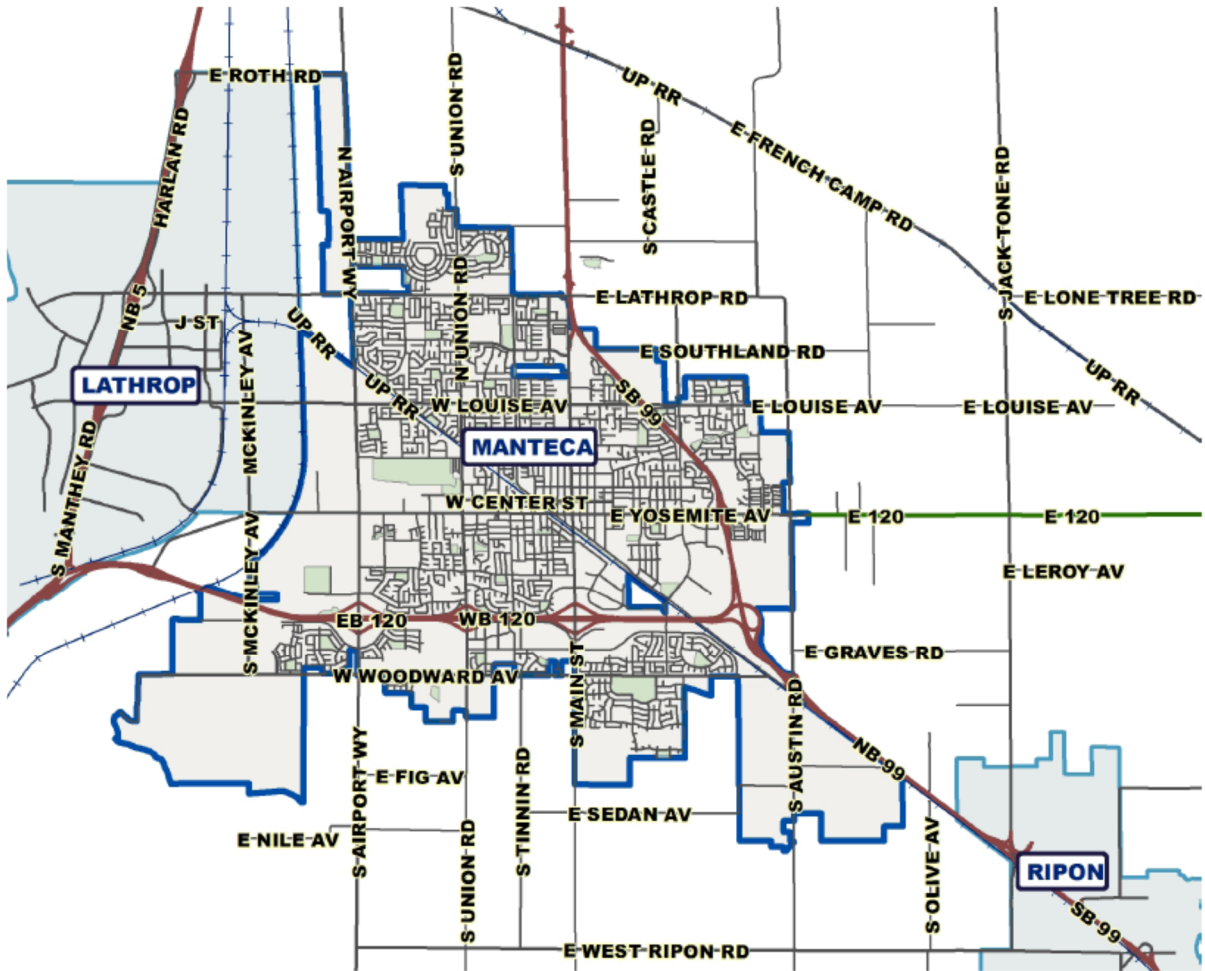 E ROTH RD
S UNION RD
UP RR
HARLAN RD
S CASTLE RD
E FRENCH CAMP RD
N AIRPORT WY
S JACK TONE RD
NB 5
N UNION RD
E LATHROP RD
E LONE TREE RD
J ST
UP RR
MCKINLEY AV
E SOUTHLAND RD
LATHROP
UP RR
SB 99
UP RR
W LOUISE AV
E LOUISE AV
E LOUISE AV
MANTECA
S MANTHEY RD
W CENTER ST
E YOSEMITE AV
E 120
E 120
S MCKINLEY AV
E LEROY AV
EB 120
WB 120
E GRAVES RD
W WOODWARD AV
S MAIN ST
S AUSTIN RD
S AIRPORT WY
E FIG AV
S TINNIN RD
NB 99
E SEDAN AV
E NILE AV
S UNION RD
S OLIVE AV
RIPON
SB 99
E WEST RIPON RD